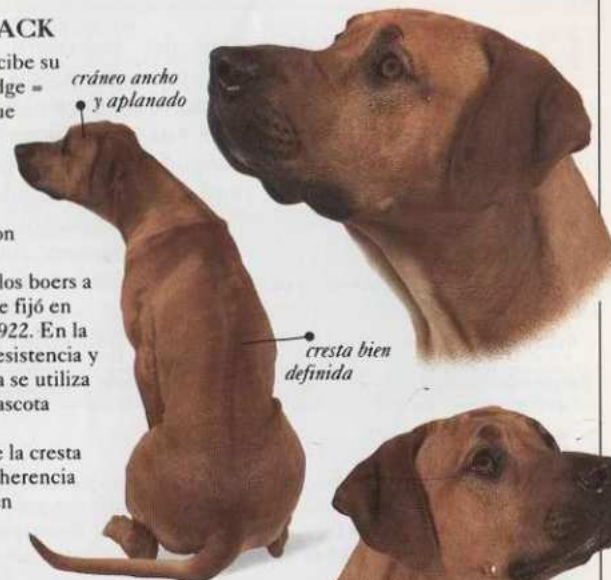 ACK
cibe su
dge =
ue
cráneo ancho
y aplanado
on
los boers a
e fijó en
922. En la
esistencia y
a se utiliza
ascota
e la cresta
herencia
en
cresta bien
definida